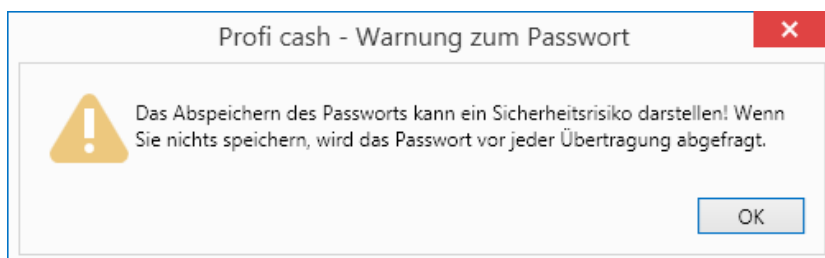 Profi cash - Warnung zum Passwort
Das Abspeichern des Passworts kann ein Sicherheitsrisiko darstellen! Wenn
Sie nichts speichern, wird das Passwort vor jeder Übertragung abgefragt.
OK